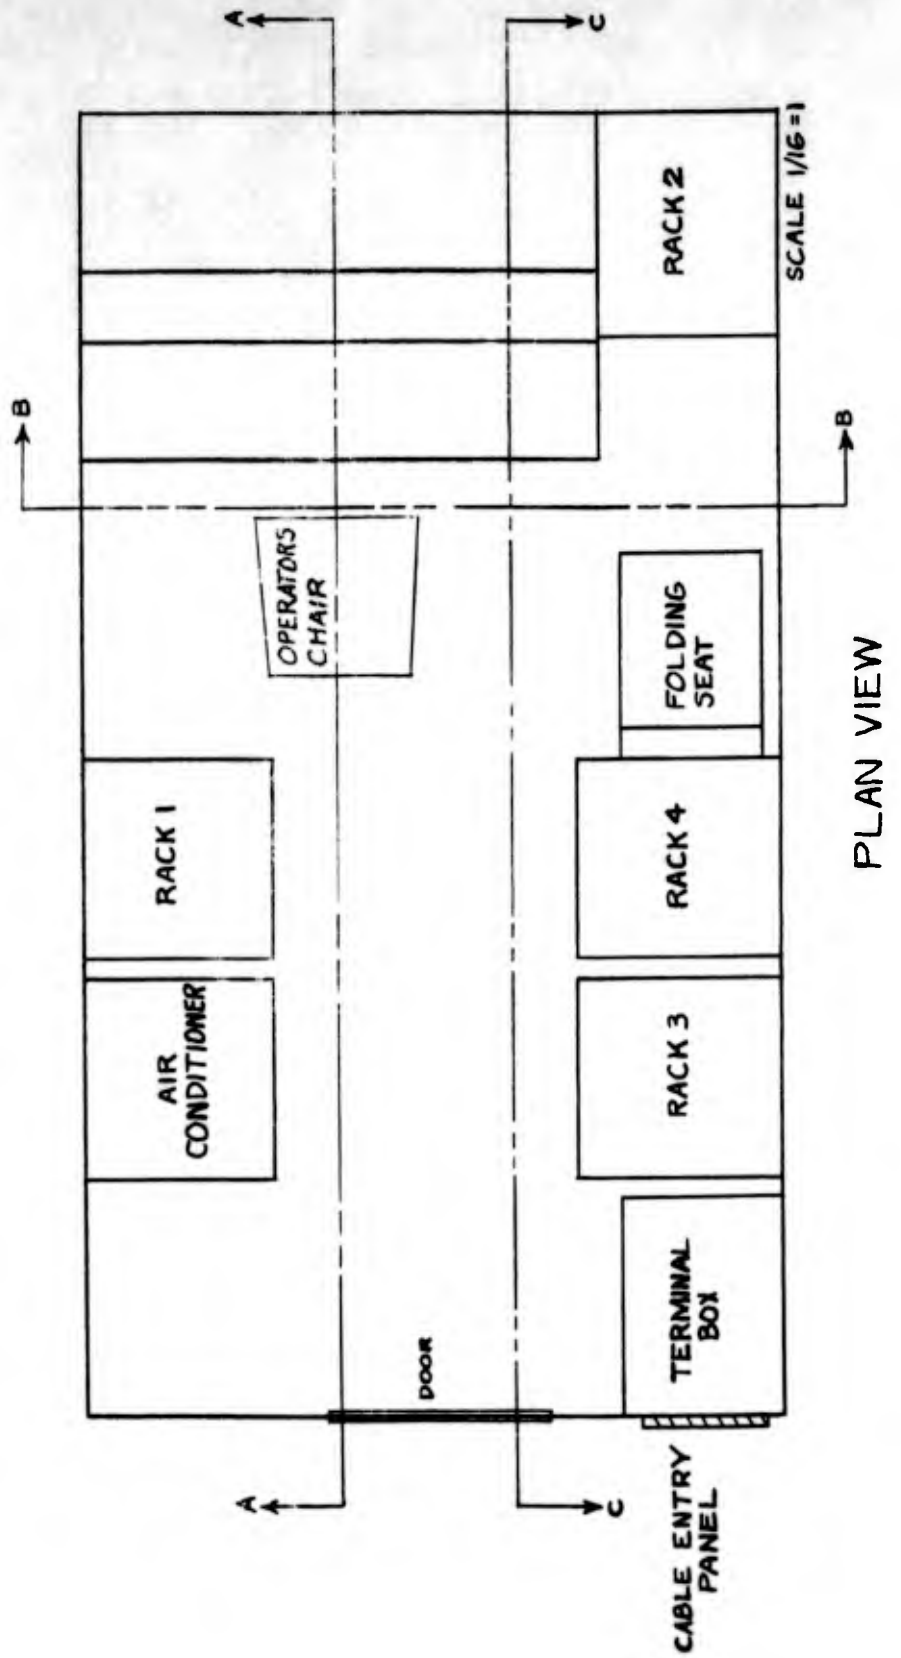 A
C
B
RACK 2
SCALE 1/16 = 1
B
OPERATORS
CHAIR
FOLDING
SEAT
RACK 1
RACK 4
AIR
CONDITIONER
RACK 3
TERMINAL
BOX
DOOR
A
C
CABLE ENTRY
PANEL
PLAN VIEW